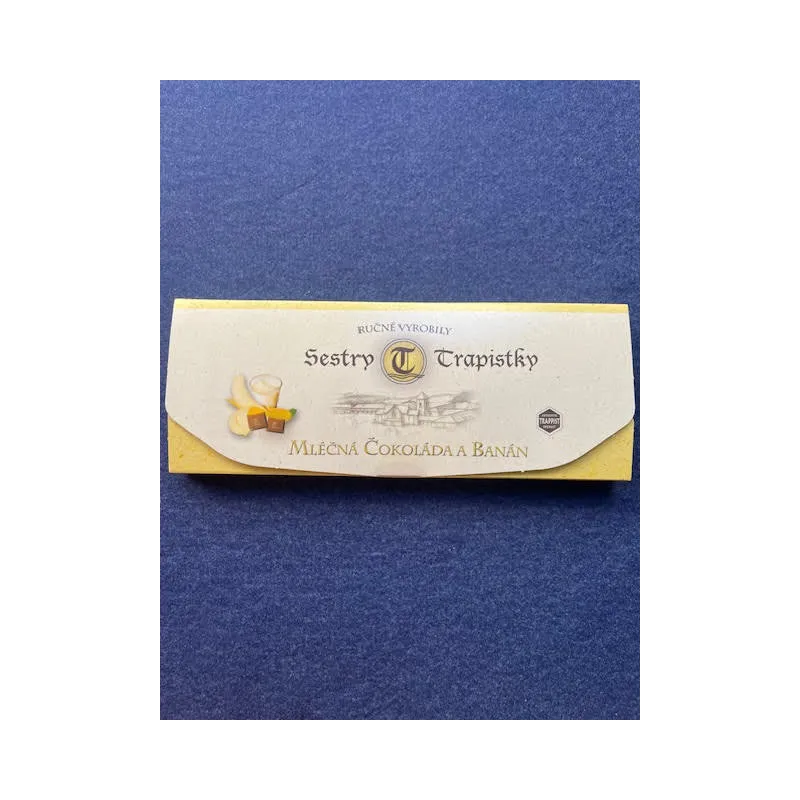 RUČNĚ VYROBILY
Sestry T Trapistky
TRAPPIST
MLÉČNÁ ČOKOLÁDA A BANÁN